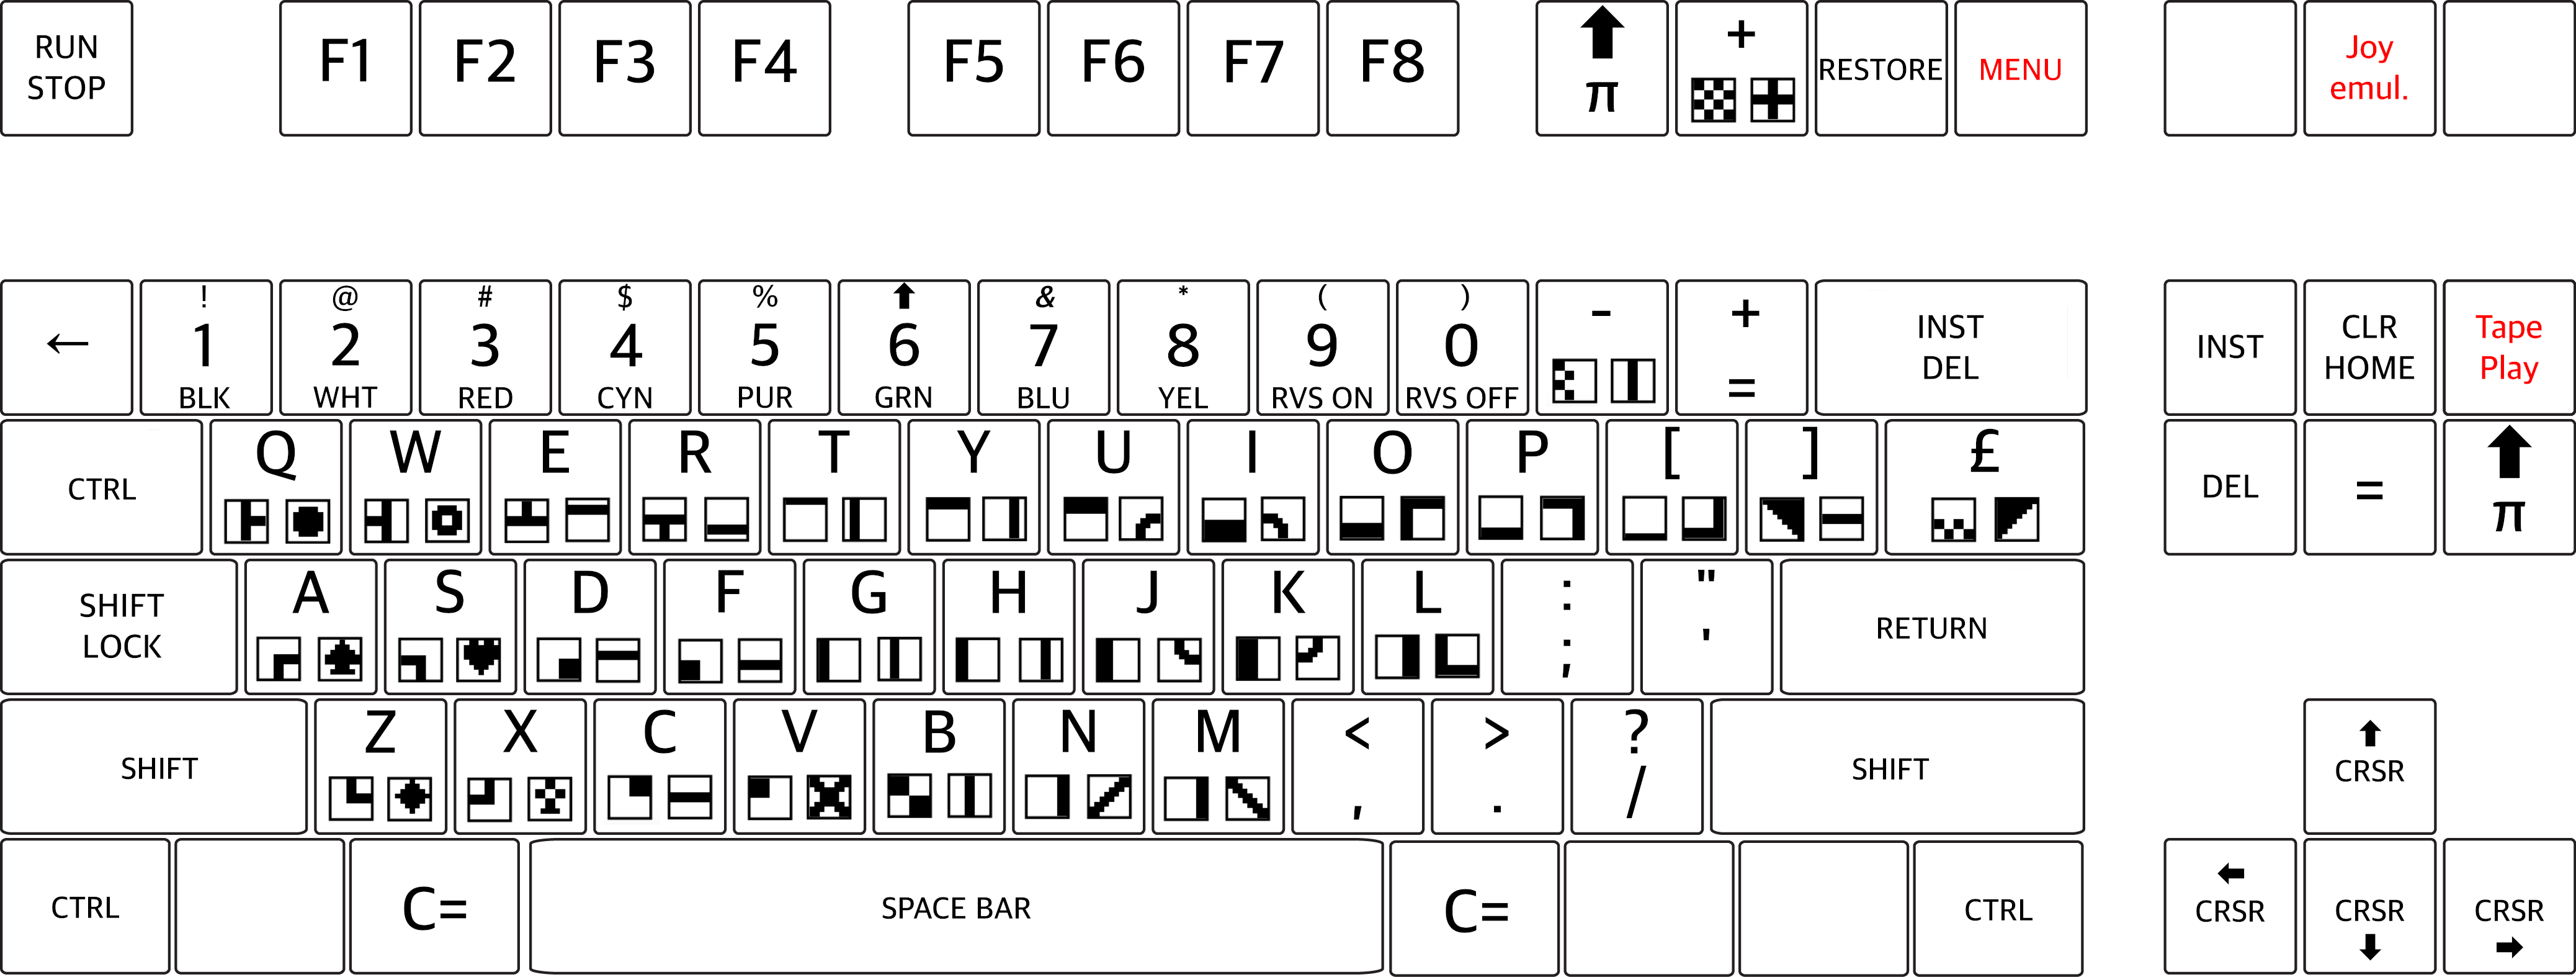 RUN
STOP
F1 F2 F3 F4 F5 F6 F7 F8
⬆
π
+
RESTORE
MENU
Joy
emul.
←
!
1
BLK
@
2
WHT
#
3
RED
$
4
CYN
%
5
PUR
⬆
6
GRN
&
7
BLU
*
8
YEL
(
9
RVS ON
)
0
RVS OFF
-
+
=
INST
DEL
INST
CLR
HOME
Tape
Play
CTRL
Q W E R T Y U I O P [ ] £
DEL
=
⬆
π
SHIFT
LOCK
A S D F G H J K L
:
;
"
'
RETURN
SHIFT
Z X C V B N M
<
,
>
.
?
/
SHIFT
⬆
CRSR
CTRL
C=
SPACE BAR
C=
CTRL
⬅
CRSR
CRSR
⬇
CRSR
➡